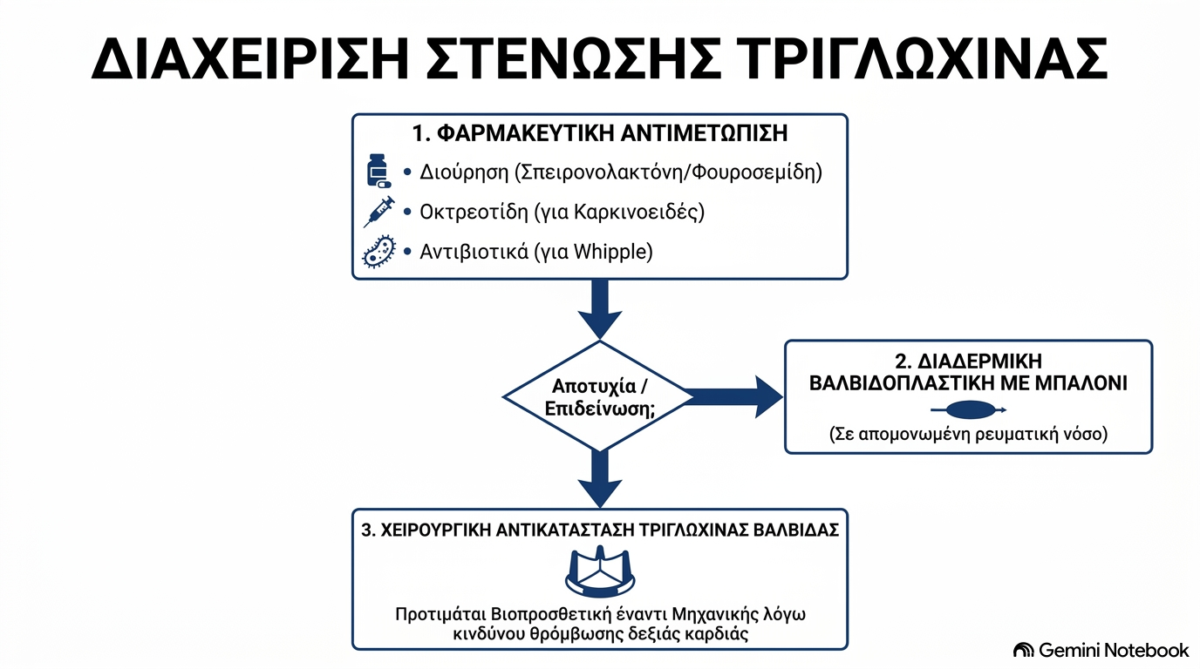 ΔΙΑΧΕΙΡΙΣΗ ΣΤΕΝΩΣΗΣ ΤΡΙΓΛΩΧΙΝΑΣ
1. ΦΑΡΜΑΚΕΥΤΙΚΗ ΑΝΤΙΜΕΤΩΠΙΣΗ
• Διούρηση (Σπειρονολακτόνη/Φουροσεμίδη)
• Οκτρεοτίδη (για Καρκινοειδές)
• Αντιβιοτικά (για Whipple)
Αποτυχία /
Επιδείνωση;
2. ΔΙΑΔΕΡΜΙΚΗ
ΒΑΛΒΙΔΟΠΛΑΣΤΙΚΗ ΜΕ ΜΠΑΛΟΝΙ
(Σε απομονωμένη ρευματική νόσο)
3. ΧΕΙΡΟΥΡΓΙΚΗ ΑΝΤΙΚΑΤΑΣΤΑΣΗ ΤΡΙΓΛΩΧΙΝΑΣ ΒΑΛΒΙΔΑΣ
Προτιμάται Βιοπροσθετική έναντι Μηχανικής λόγω
κινδύνου θρόμβωσης δεξιάς καρδιάς
Gemini Notebook